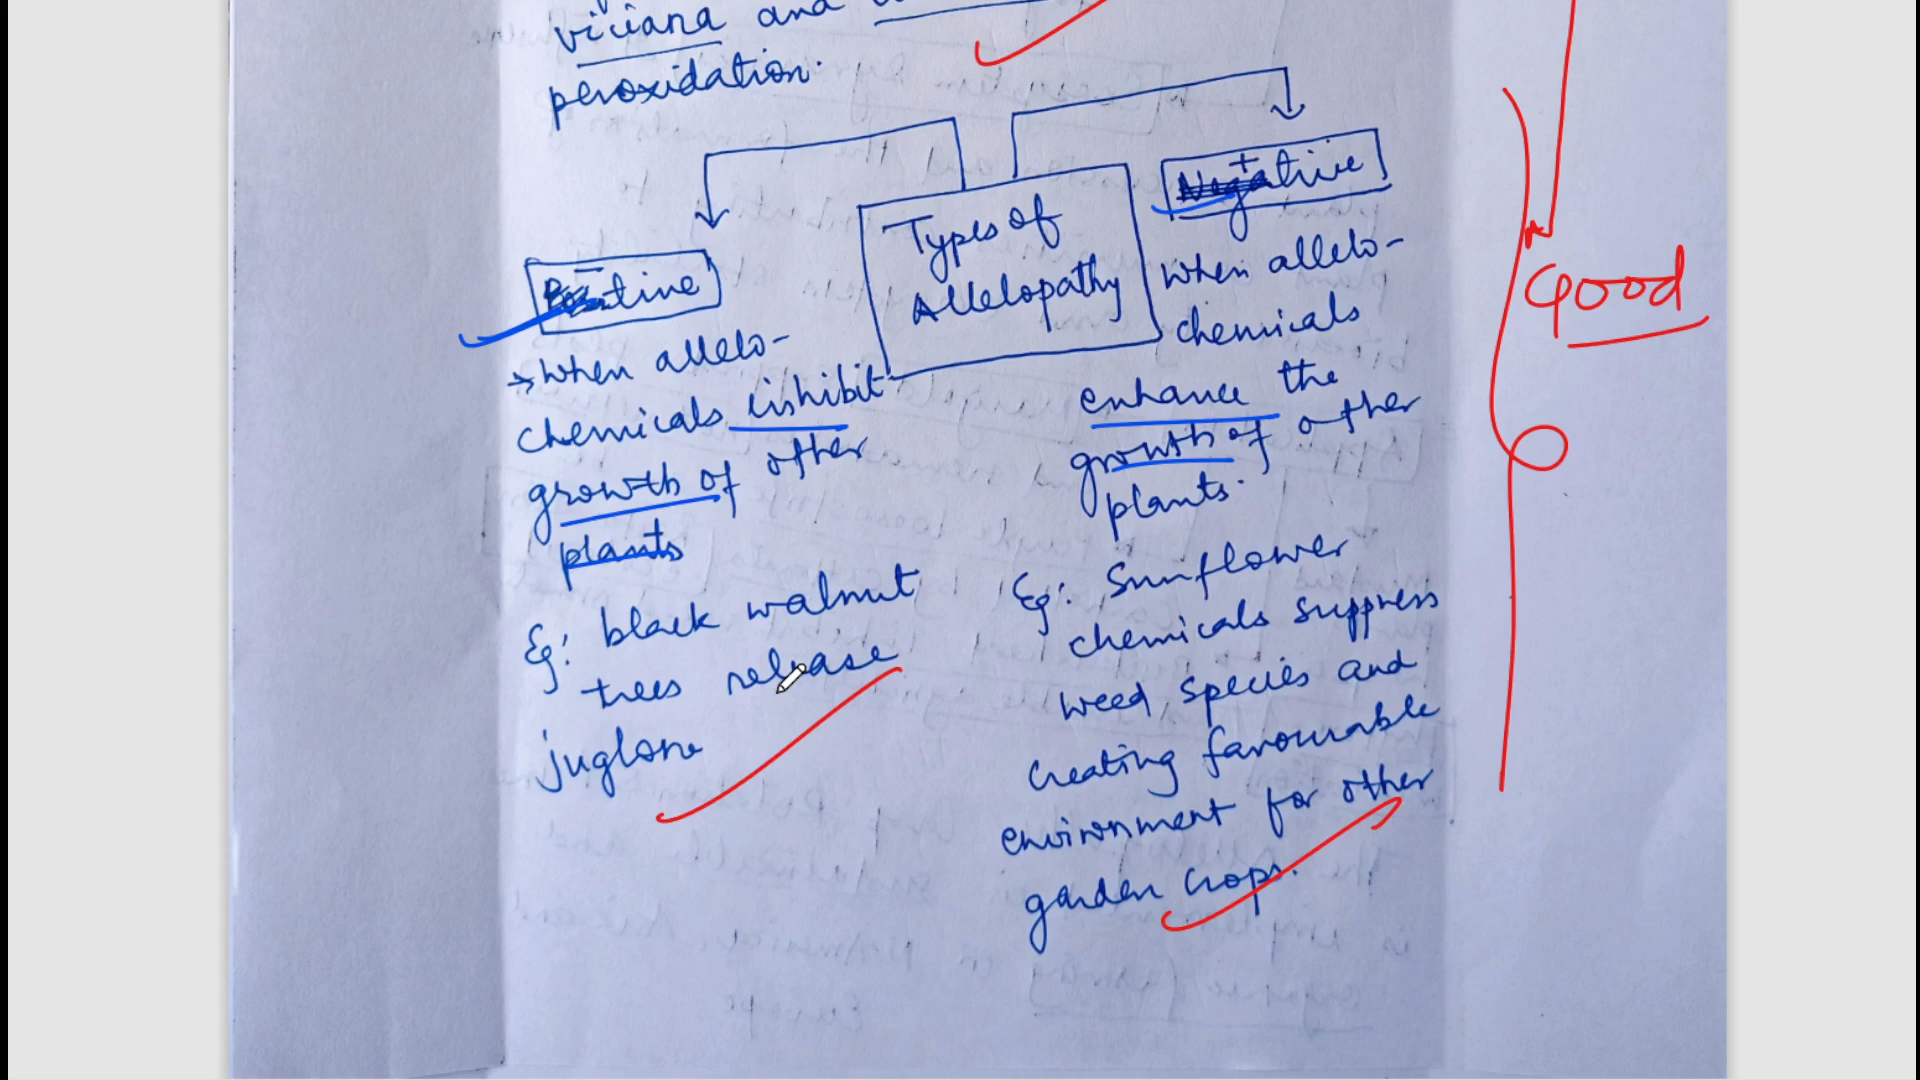 viciana and
peroxidation.
Types of
Allelopathy
-tive
→ when allelo-
chemicals inhibit
growth of other
plants
Eg: black walnut
trees release
juglone
+tive
when allelo-
chemicals
enhance the
growth of other
plants.
Eg: Sunflower
chemicals suppress
weed species and
creating favourable
environment for other
garden crops.
Good